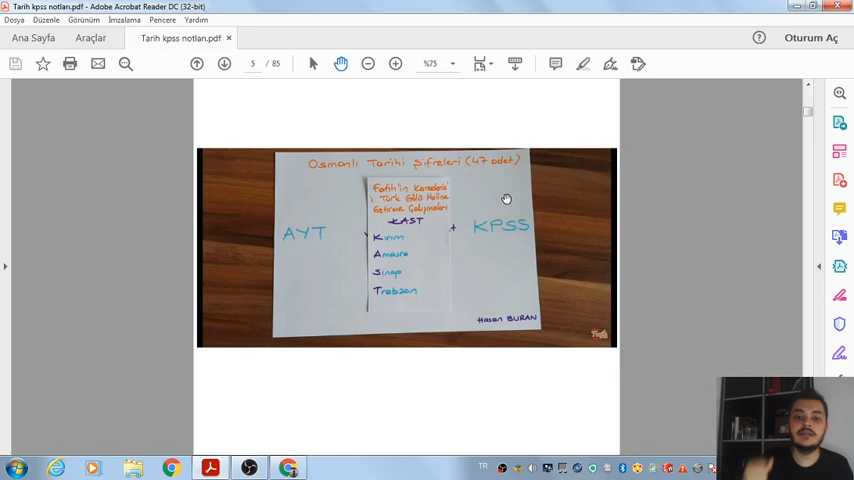 Tarih kpss notları.pdf - Adobe Acrobat Reader DC (32-bit)
Dosya Düzenle Görünüm İmzalama Pencere Yardım
Ana Sayfa Araçlar Tarih kpss notları.pdf × Oturum Aç
5 / 85 %75
Osmanlı Tarihi Şifreleri (47 adet)
Fatih'in Karadeniz'
i Türk Gölü Haline
Getirme Çalışmaları
KAST
AYT
+ KPSS
Kırım
Amasra
Sinop
Trabzon
Hasan BURAN
Tarih
TR